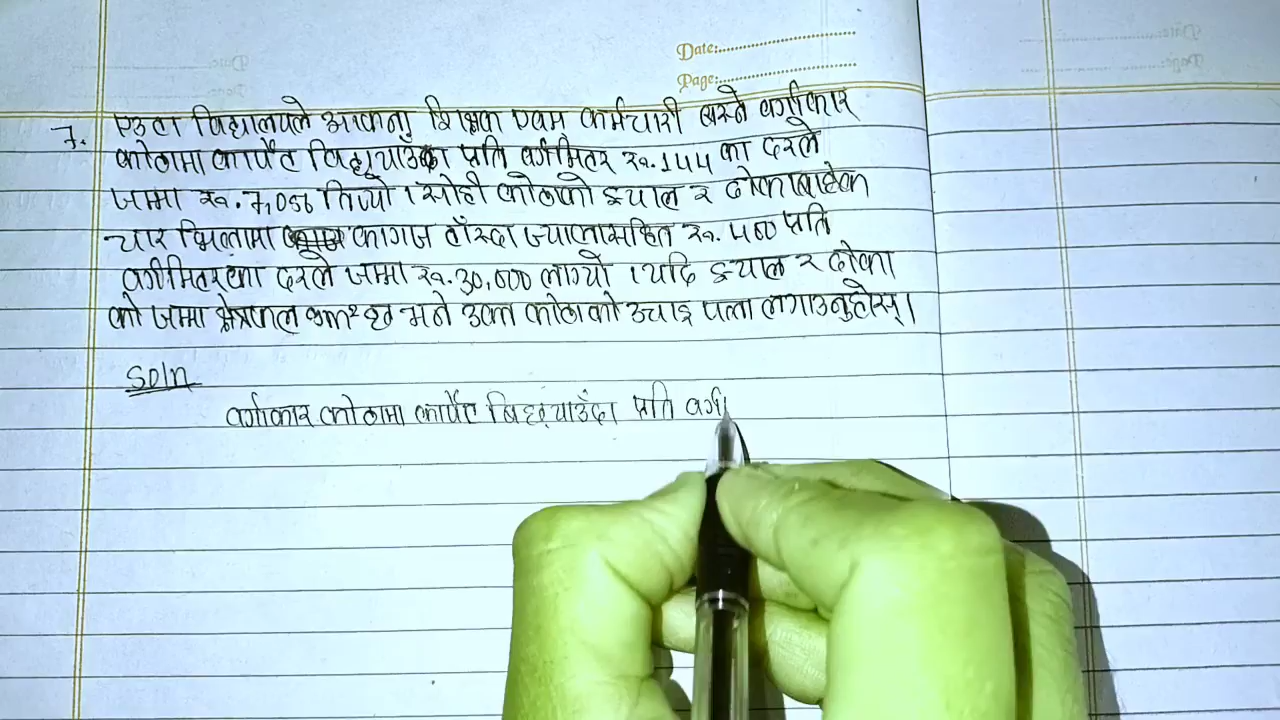 Date:
Page:
7. एउटा विद्यालयले आफ्ना शिक्षक एवम कर्मचारी बस्ने वर्गाकार
कोठामा कार्पेट बिछ्याउँदा प्रति वर्गमिटर रू.144 का दरले
जम्मा रू.7,056 तिर्‍यो । सोही कोठाको झ्याल र ढोका बाहेक
चार भित्तामा कागज टाँस्दा ज्यालासहित रू. 400 प्रति
वर्गमिटरका दरले जम्मा रू.30,000 लाग्यो । यदि झ्याल र ढोका
को जम्मा क्षेत्रफल छ भने उक्त कोठाको उचाइ पत्ता लगाउनुहोस् ।
Soln
वर्गाकार कोठामा कार्पेट बिछ्याउँदा प्रति वर्ग